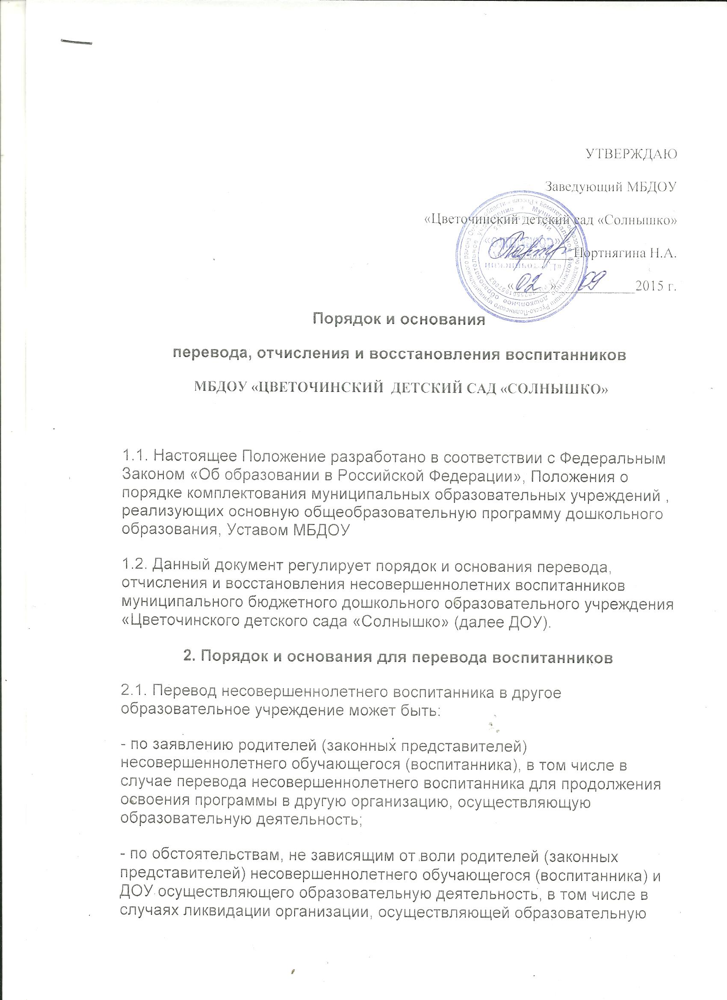 УТВЕРЖДАЮ
Заведующий МБДОУ
«Цветочинский детский сад «Солнышко»
Портнягина Н.А.
«02» 09 2015 г.
Порядок и основания
перевода, отчисления и восстановления воспитанников
МБДОУ «ЦВЕТОЧИНСКИЙ ДЕТСКИЙ САД «СОЛНЫШКО»
1.1. Настоящее Положение разработано в соответствии с Федеральным
Законом «Об образовании в Российской Федерации», Положения о
порядке комплектования муниципальных образовательных учреждений ,
реализующих основную общеобразовательную программу дошкольного
образования, Уставом МБДОУ
1.2. Данный документ регулирует порядок и основания перевода,
отчисления и восстановления несовершеннолетних воспитанников
муниципального бюджетного дошкольного образовательного учреждения
«Цветочинского детского сада «Солнышко» (далее ДОУ).
2. Порядок и основания для перевода воспитанников
2.1. Перевод несовершеннолетнего воспитанника в другое
образовательное учреждение может быть:
- по заявлению родителей (законных представителей)
несовершеннолетнего обучающегося (воспитанника), в том числе в
случае перевода несовершеннолетнего воспитанника для продолжения
освоения программы в другую организацию, осуществляющую
образовательную деятельность;
- по обстоятельствам, не зависящим от воли родителей (законных
представителей) несовершеннолетнего обучающегося (воспитанника) и
ДОУ осуществляющего образовательную деятельность, в том числе в
случаях ликвидации организации, осуществляющей образовательную